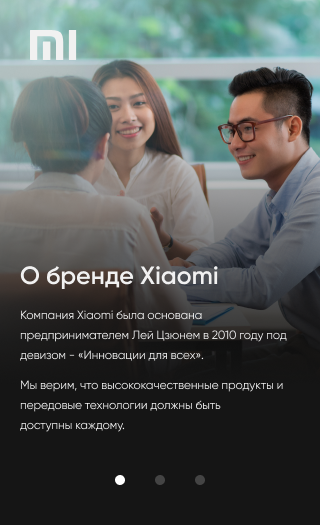 MI
О бренде Xiaomi
Компания Xiaomi была основана
предпринимателем Лей Цзюнем в 2010 году под
девизом - «Инновации для всех».
Мы верим, что высококачественные продукты и
передовые технологии должны быть
доступны каждому.